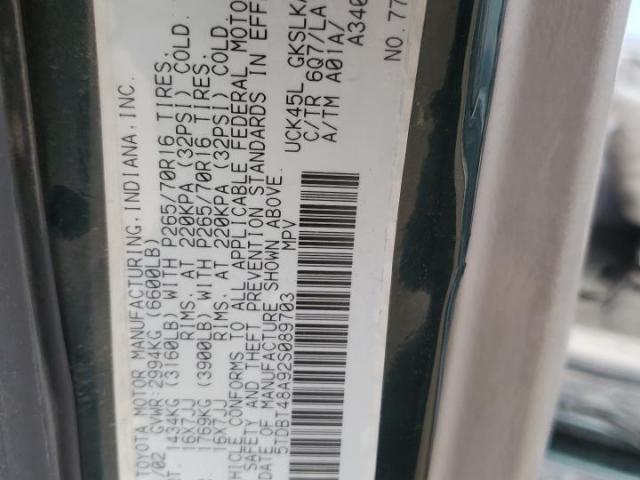 TOYOTA MOTOR MANUFACTURING, INDIANA, INC.
/02 GVWR: 2994KG (6600LB)
T. 1434KG (3160LB) WITH P265/70R16 TIRES.
16X7JJ RIMS, AT 220KPA (32PSI) COLD.
1769KG (3900LB) WITH P265/70R16 TIRES.
16X7JJ RIMS, AT 220KPA (32PSI) COLD
HICLE CONFORMS TO ALL APPLICABLE FEDERAL MOTO
SAFETY AND THEFT PREVENTION STANDARDS IN EFF
DATE OF MANUFACTURE SHOWN ABOVE.
5TDBT48A92S089703 MPV
UCK45L GKSLKA
C/TR 6Q7/LA
A/TM A01A/
A340
NO. 77